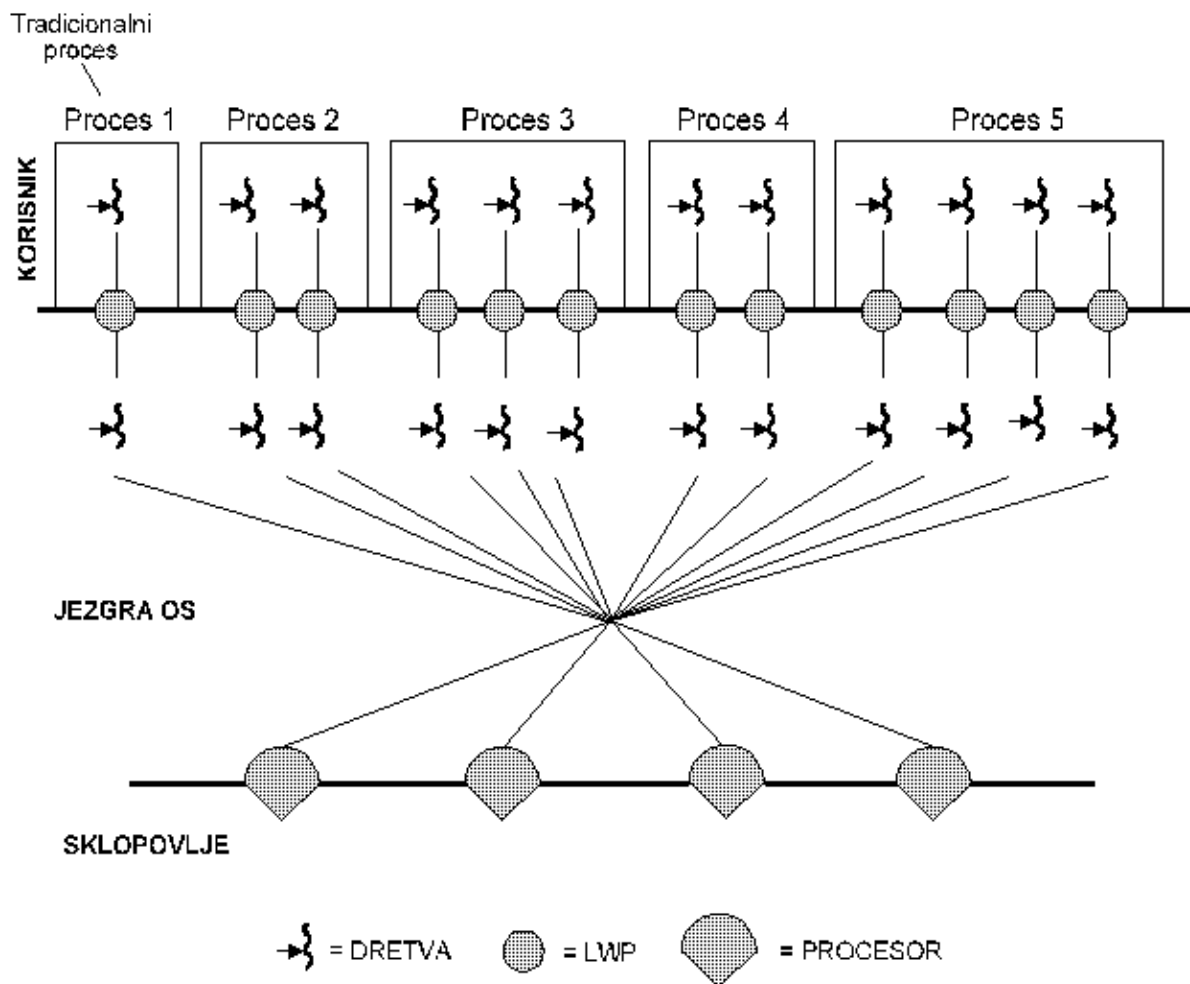 Tradicionalni
proces
Proces 1
Proces 2
Proces 3
Proces 4
Proces 5
KORISNIK
JEZGRA OS
SKLOPOVLJE
= DRETVA
= LWP
= PROCESOR